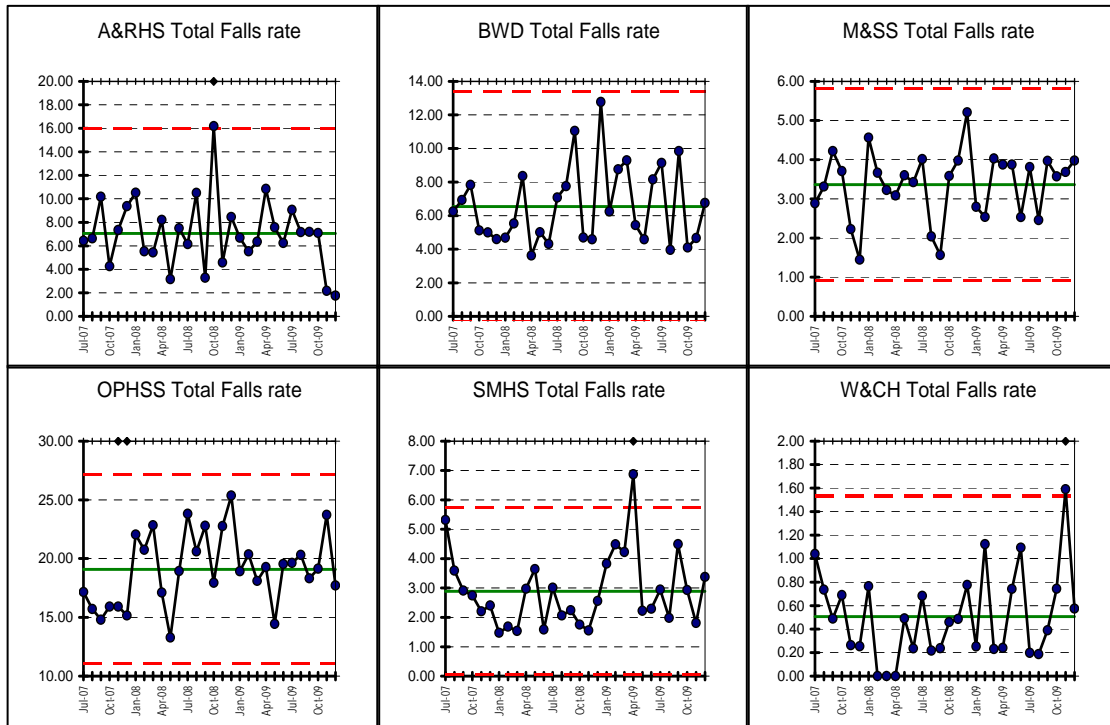 A&RHS Total Falls rate
20.00
18.00
16.00
14.00
12.00
10.00
8.00
6.00
4.00
2.00
0.00
Jul-07
Oct-07
Jan-08
Apr-08
Jul-08
Oct-08
Jan-09
Apr-09
Jul-09
Oct-09
BWD Total Falls rate
14.00
12.00
10.00
8.00
6.00
4.00
2.00
0.00
Jul-07
Oct-07
Jan-08
Apr-08
Jul-08
Oct-08
Jan-09
Apr-09
Jul-09
Oct-09
M&SS Total Falls rate
6.00
5.00
4.00
3.00
2.00
1.00
0.00
Jul-07
Oct-07
Jan-08
Apr-08
Jul-08
Oct-08
Jan-09
Apr-09
Jul-09
Oct-09
OPHSS Total Falls rate
30.00
25.00
20.00
15.00
10.00
Jul-07
Oct-07
Jan-08
Apr-08
Jul-08
Oct-08
Jan-09
Apr-09
Jul-09
Oct-09
SMHS Total Falls rate
8.00
7.00
6.00
5.00
4.00
3.00
2.00
1.00
0.00
Jul-07
Oct-07
Jan-08
Apr-08
Jul-08
Oct-08
Jan-09
Apr-09
Jul-09
Oct-09
W&CH Total Falls rate
2.00
1.80
1.60
1.40
1.20
1.00
0.80
0.60
0.40
0.20
0.00
Jul-07
Oct-07
Jan-08
Apr-08
Jul-08
Oct-08
Jan-09
Apr-09
Jul-09
Oct-09